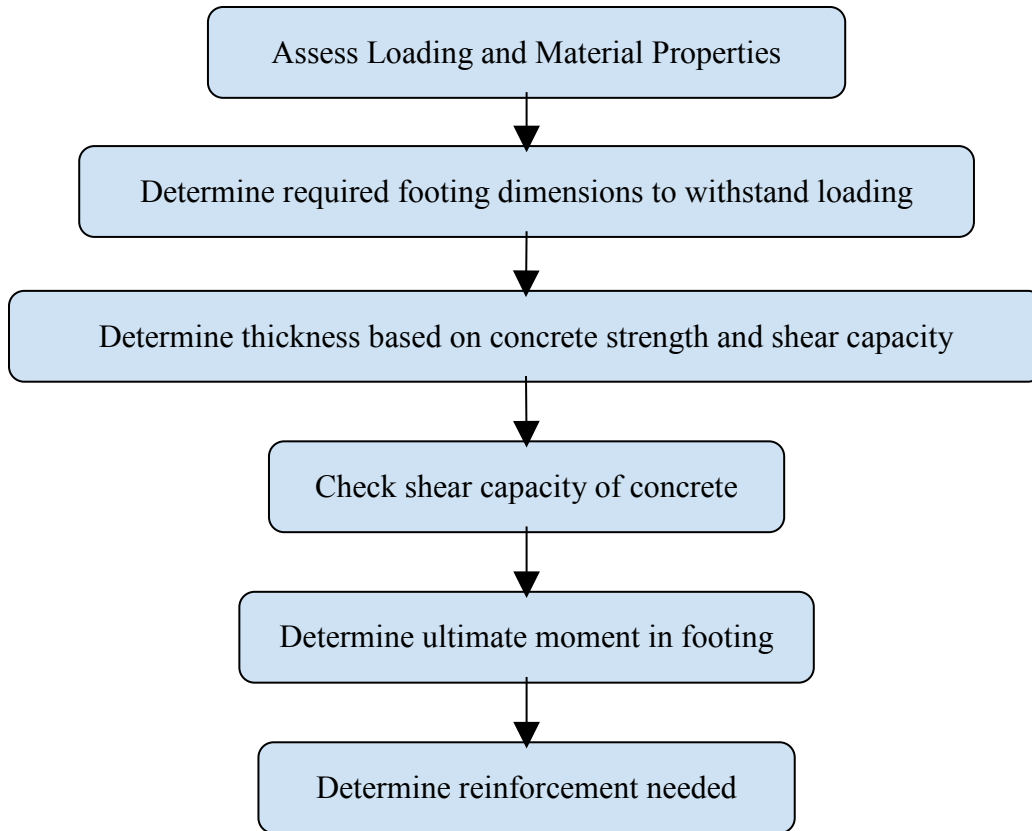 Assess Loading and Material Properties
Determine required footing dimensions to withstand loading
Determine thickness based on concrete strength and shear capacity
Check shear capacity of concrete
Determine ultimate moment in footing
Determine reinforcement needed